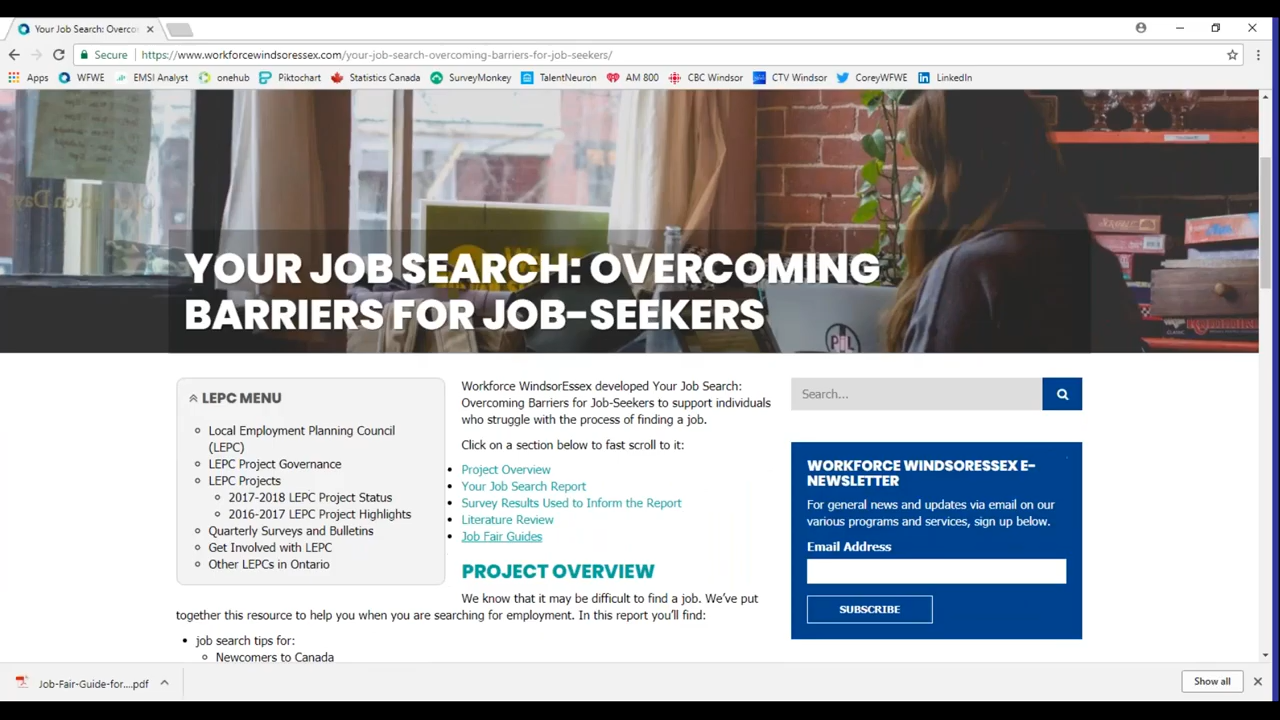 Your Job Search: Overco
Secure
https://www.workforcewindsoressex.com/your-job-search-overcoming-barriers-for-job-seekers/
Apps
WFWE
EMSI Analyst
onehub
Piktochart
Statistics Canada
SurveyMonkey
TalentNeuron
AM 800
CBC Windsor
CTV Windsor
CoreyWFWE
LinkedIn
YOUR JOB SEARCH: OVERCOMING
BARRIERS FOR JOB-SEEKERS
LEPC MENU
Local Employment Planning Council
(LEPC)
LEPC Project Governance
LEPC Projects
2017-2018 LEPC Project Status
2016-2017 LEPC Project Highlights
Quarterly Surveys and Bulletins
Get Involved with LEPC
Other LEPCs in Ontario
Workforce WindsorEssex developed Your Job Search:
Overcoming Barriers for Job-Seekers to support individuals
who struggle with the process of finding a job.
Click on a section below to fast scroll to it:
Project Overview
Your Job Search Report
Survey Results Used to Inform the Report
Literature Review
Job Fair Guides
PROJECT OVERVIEW
We know that it may be difficult to find a job. We've put
together this resource to help you when you are searching for employment. In this report you'll find:
job search tips for:
Newcomers to Canada
Search...
WORKFORCE WINDSORESSEX E-
NEWSLETTER
For general news and updates via email on our
various programs and services, sign up below.
Email Address
SUBSCRIBE
Job-Fair-Guide-for....pdf
Show all